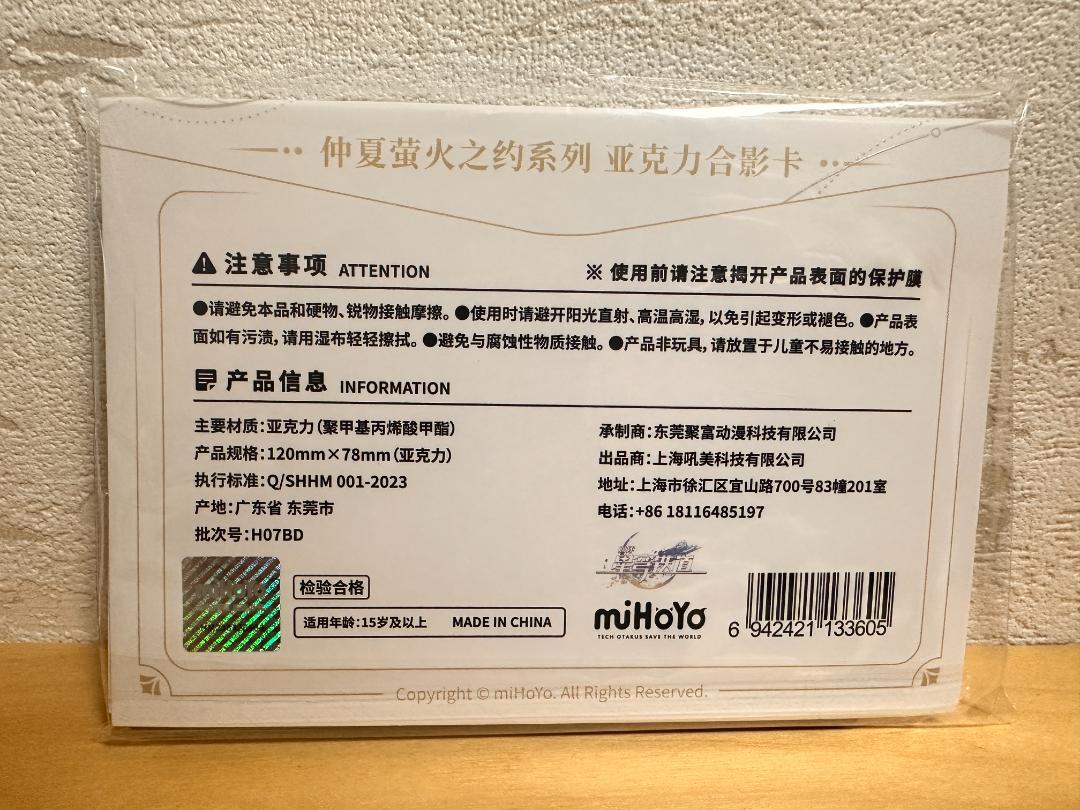 仲夏萤火之约系列 亚克力合影卡
注意事项 ATTENTION
※ 使用前请注意揭开产品表面的保护膜
●请避免本品和硬物、锐物接触摩擦。●使用时请避开阳光直射、高温高湿，以免引起变形或褪色。●产品表
面如有污渍，请用湿布轻轻擦拭。●避免与腐蚀性物质接触。●产品非玩具，请放置于儿童不易接触的地方。
产品信息 INFORMATION
主要材质：亚克力（聚甲基丙烯酸甲酯）
产品规格：120mm×78mm（亚克力）
执行标准：Q/SHHM 001-2023
产地：广东省 东莞市
批次号：H07BD
承制商：东莞聚富动漫科技有限公司
出品商：上海吼美科技有限公司
地址：上海市徐汇区宜山路700号83幢201室
电话：+86 18116485197
检验合格
适用年龄：15岁及以上 MADE IN CHINA
崩坏
星穹铁道
miHoYo
TECH OTAKUS SAVE THE WORLD
6 942421 133605
Copyright © miHoYo. All Rights Reserved.